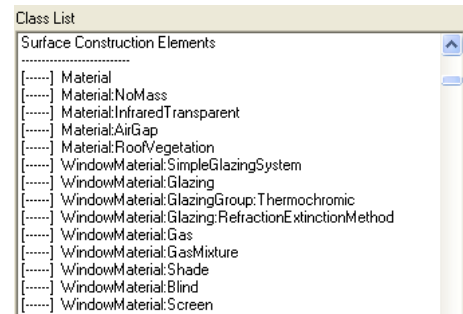 Class List
Surface Construction Elements
---------------------------
[------] Material
[------] Material:NoMass
[------] Material:InfraredTransparent
[------] Material:AirGap
[------] Material:RoofVegetation
[------] WindowMaterial:SimpleGlazingSystem
[------] WindowMaterial:Glazing
[------] WindowMaterial:GlazingGroup:Thermochromic
[------] WindowMaterial:Glazing:RefractionExtinctionMethod
[------] WindowMaterial:Gas
[------] WindowMaterial:GasMixture
[------] WindowMaterial:Shade
[------] WindowMaterial:Blind
[------] WindowMaterial:Screen